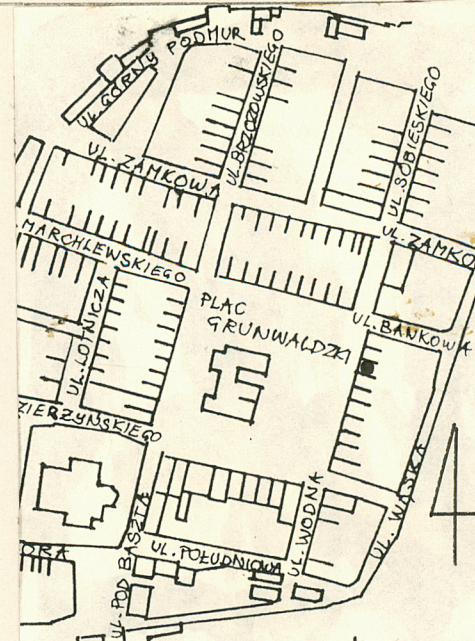 UL. GÓRNY PODMUR
UL. BRZOZOWSKIEGO
UL. SOBIESKIEGO
UL. ZAMKOWA
UL. ZAMKO
MARCHLEWSKIEGO
UL. LOTNICZA
PLAC
GRUNWALDZKI
UL. BANKOWA
ZIERZYŃSKIEGO
UL. WODNA
UL. WĄSKA
UL. POD BASZTĄ
UL. POŁUDNIOWA
ORA